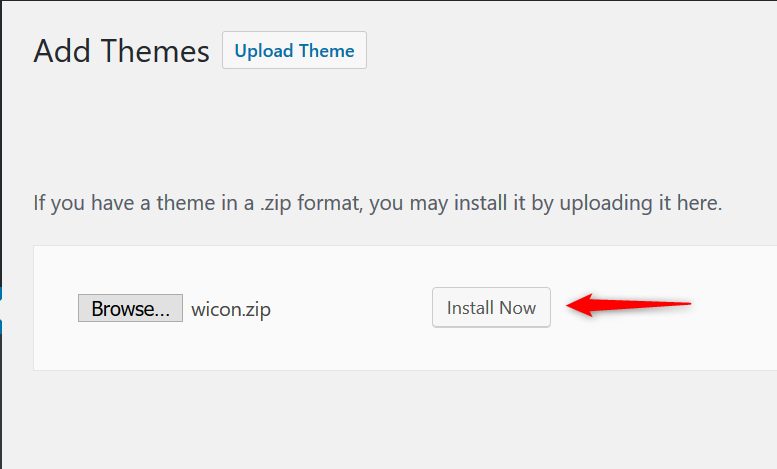 Add Themes Upload Theme
If you have a theme in a .zip format, you may install it by uploading it here.
Browse... wicon.zip Install Now